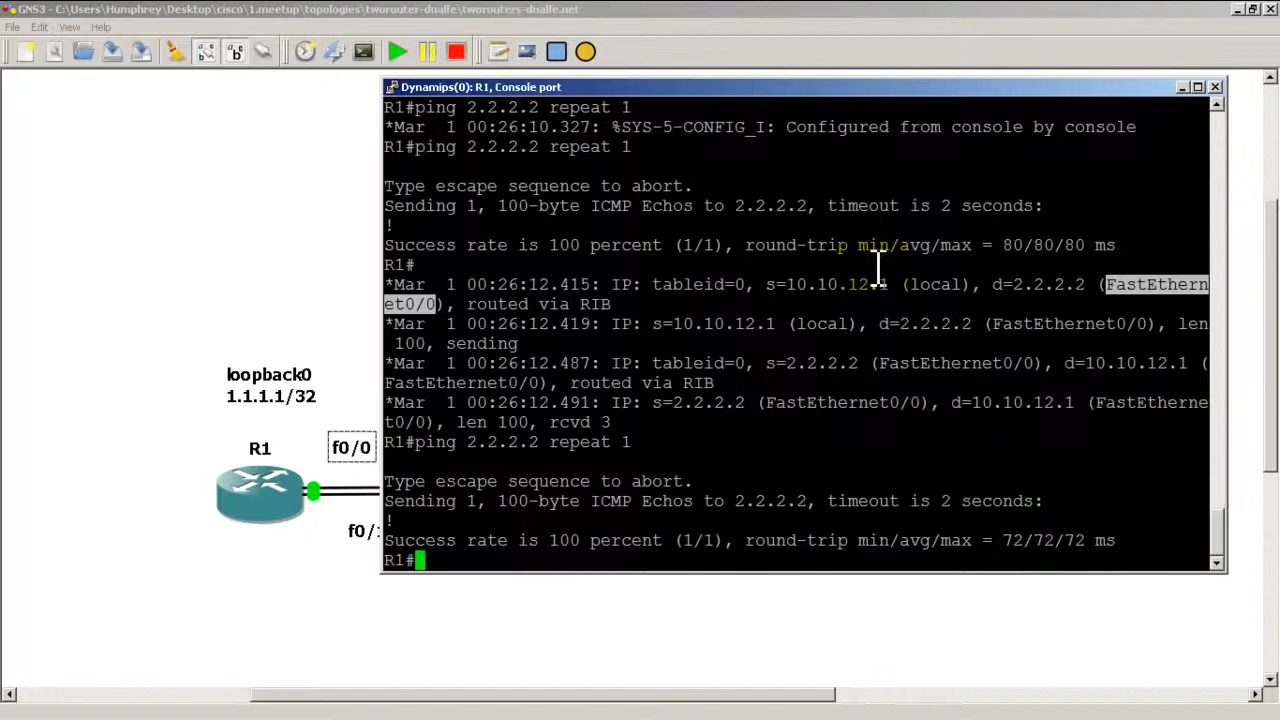 GNS3 - C:\Users\Humphrey\Desktop\cisco\1.meetup\topologies\tworouter-dualfe\tworouters-dualfe.net
File Edit View Help
Dynamips(0): R1, Console port
R1#ping 2.2.2.2 repeat 1
*Mar  1 00:26:10.327: %SYS-5-CONFIG_I: Configured from console by console
R1#ping 2.2.2.2 repeat 1
Type escape sequence to abort.
Sending 1, 100-byte ICMP Echos to 2.2.2.2, timeout is 2 seconds:
!
Success rate is 100 percent (1/1), round-trip min/avg/max = 80/80/80 ms
R1#
*Mar  1 00:26:12.415: IP: tableid=0, s=10.10.12.1 (local), d=2.2.2.2 (FastEthern
et0/0), routed via RIB
*Mar  1 00:26:12.419: IP: s=10.10.12.1 (local), d=2.2.2.2 (FastEthernet0/0), len
 100, sending
*Mar  1 00:26:12.487: IP: tableid=0, s=2.2.2.2 (FastEthernet0/0), d=10.10.12.1 (
FastEthernet0/0), routed via RIB
*Mar  1 00:26:12.491: IP: s=2.2.2.2 (FastEthernet0/0), d=10.10.12.1 (FastEtherne
t0/0), len 100, rcvd 3
R1#ping 2.2.2.2 repeat 1
Type escape sequence to abort.
Sending 1, 100-byte ICMP Echos to 2.2.2.2, timeout is 2 seconds:
!
Success rate is 100 percent (1/1), round-trip min/avg/max = 72/72/72 ms
R1#
loopback0
1.1.1.1/32
R1
f0/0
f0/